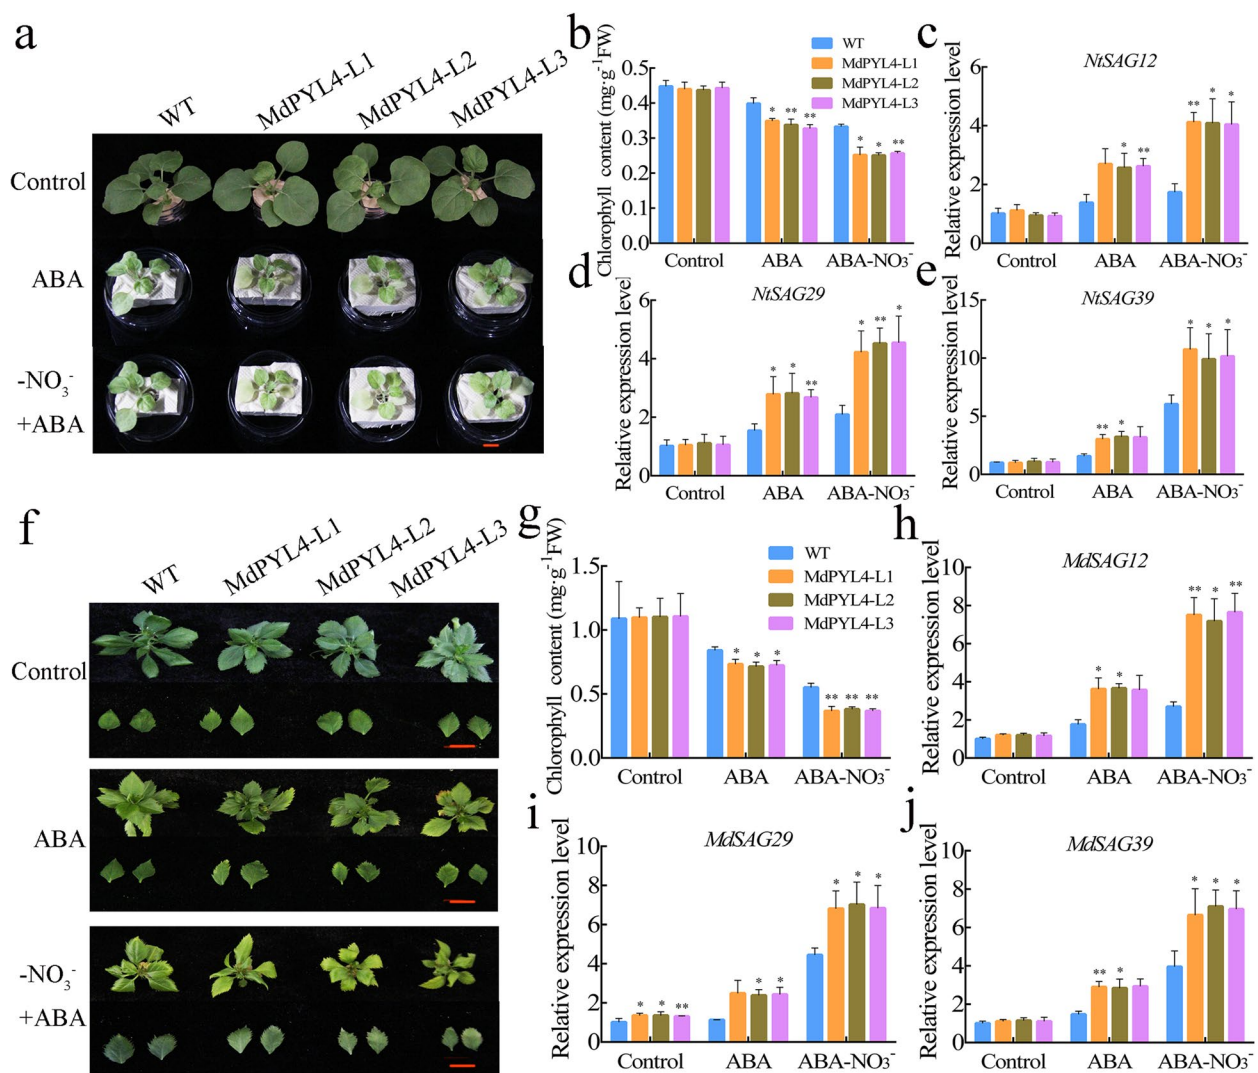 a
WT
MdPYL4-L1
MdPYL4-L2
MdPYL4-L3
Control
ABA
-NO₃⁻
+ABA
b
Chlorophyll content (mg·g⁻¹FW)
0.5
0.4
0.3
0.2
0.1
0.0
WT
MdPYL4-L1
MdPYL4-L2
MdPYL4-L3
* ** **
* * **
Control ABA ABA-NO₃⁻
c
NtSAG12
Relative expression level
6
4
2
0
* **
** * *
Control ABA ABA-NO₃⁻
d
NtSAG29
Relative expression level
6
4
2
0
* * **
* ** *
Control ABA ABA-NO₃⁻
e
NtSAG39
Relative expression level
15
10
5
0
** *
* * *
Control ABA ABA-NO₃⁻
f
WT
MdPYL4-L1
MdPYL4-L2
MdPYL4-L3
Control
ABA
-NO₃⁻
+ABA
g
Chlorophyll content (mg·g⁻¹FW)
1.5
1.0
0.5
0.0
WT
MdPYL4-L1
MdPYL4-L2
MdPYL4-L3
* * *
** ** **
Control ABA ABA-NO₃⁻
h
MdSAG12
Relative expression level
10
8
6
4
2
0
* *
** * **
Control ABA ABA-NO₃⁻
i
MdSAG29
Relative expression level
10
8
6
4
2
0
* * **
* *
* * *
Control ABA ABA-NO₃⁻
j
MdSAG39
Relative expression level
10
8
6
4
2
0
** *
* * *
Control ABA ABA-NO₃⁻